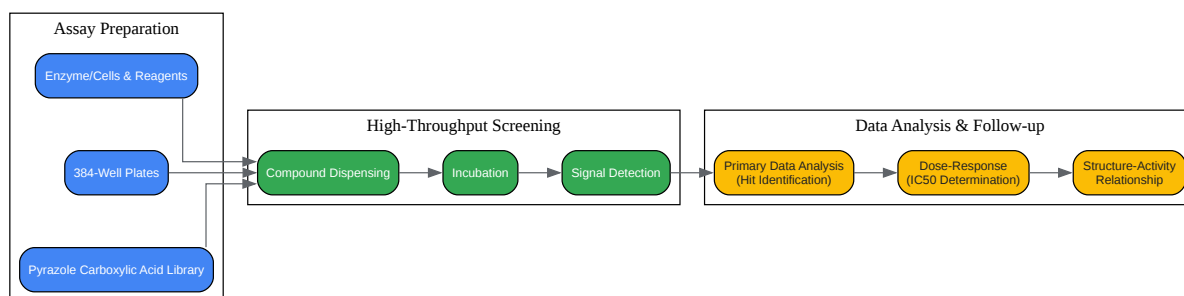 Assay Preparation
Enzyme/Cells & Reagents
384-Well Plates
Pyrazole Carboxylic Acid Library
High-Throughput Screening
Compound Dispensing
Incubation
Signal Detection
Data Analysis & Follow-up
Primary Data Analysis
(Hit Identification)
Dose-Response
(IC50 Determination)
Structure-Activity
Relationship